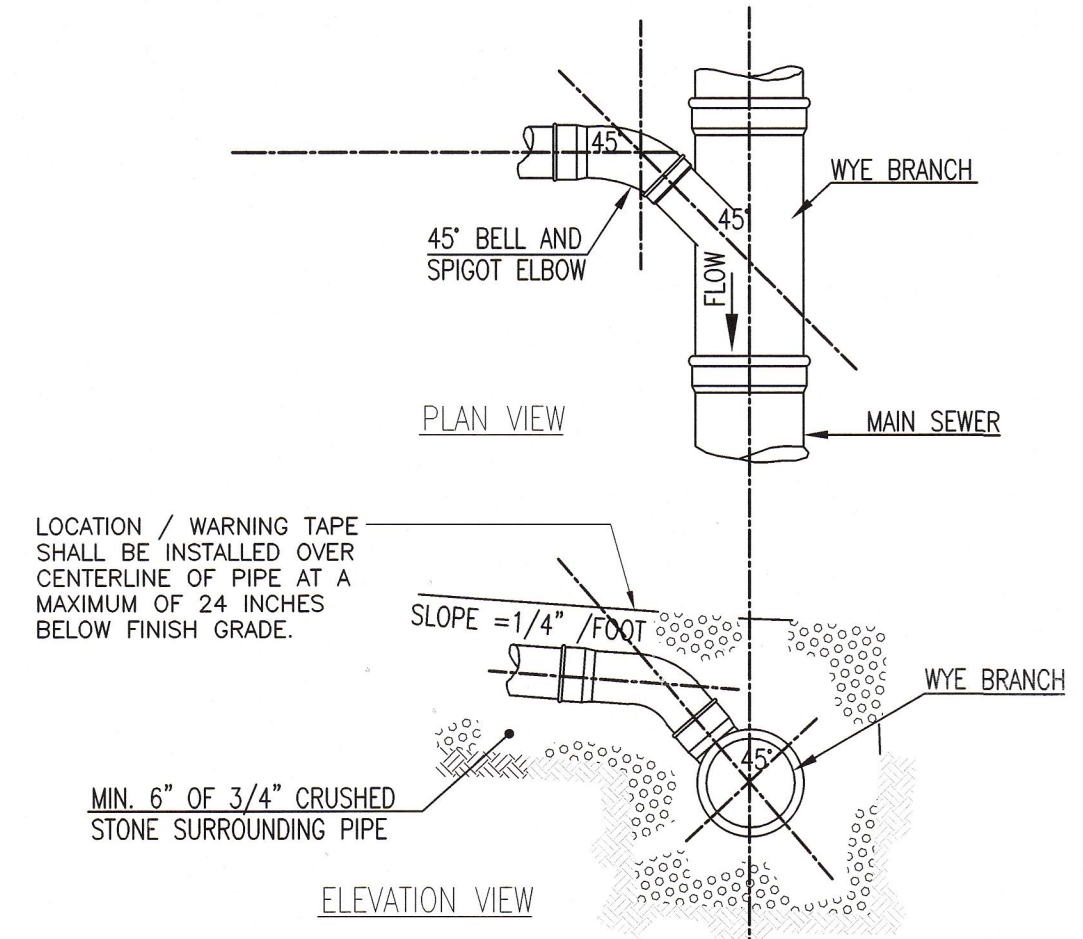 45°
WYE BRANCH
45°
45° BELL AND
SPIGOT ELBOW
FLOW
PLAN VIEW
MAIN SEWER
LOCATION / WARNING TAPE
SHALL BE INSTALLED OVER
CENTERLINE OF PIPE AT A
MAXIMUM OF 24 INCHES
BELOW FINISH GRADE.
SLOPE =1/4" /FOOT
WYE BRANCH
45°
MIN. 6" OF 3/4" CRUSHED
STONE SURROUNDING PIPE
ELEVATION VIEW